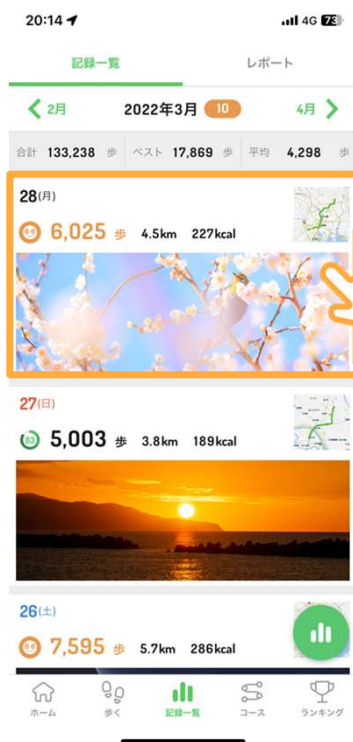 20:14 4G 73
記録一覧 レポート
2月 2022年3月 10 4月
合計 133,238 歩 ベスト 17,869 歩 平均 4,298 歩
28(月)
6,025 歩 4.5km 227kcal
27(日)
83 5,003 歩 3.8km 189kcal
26(土)
7,595 歩 5.7km 286kcal
ホーム 歩く 記録一覧 コース ランキング